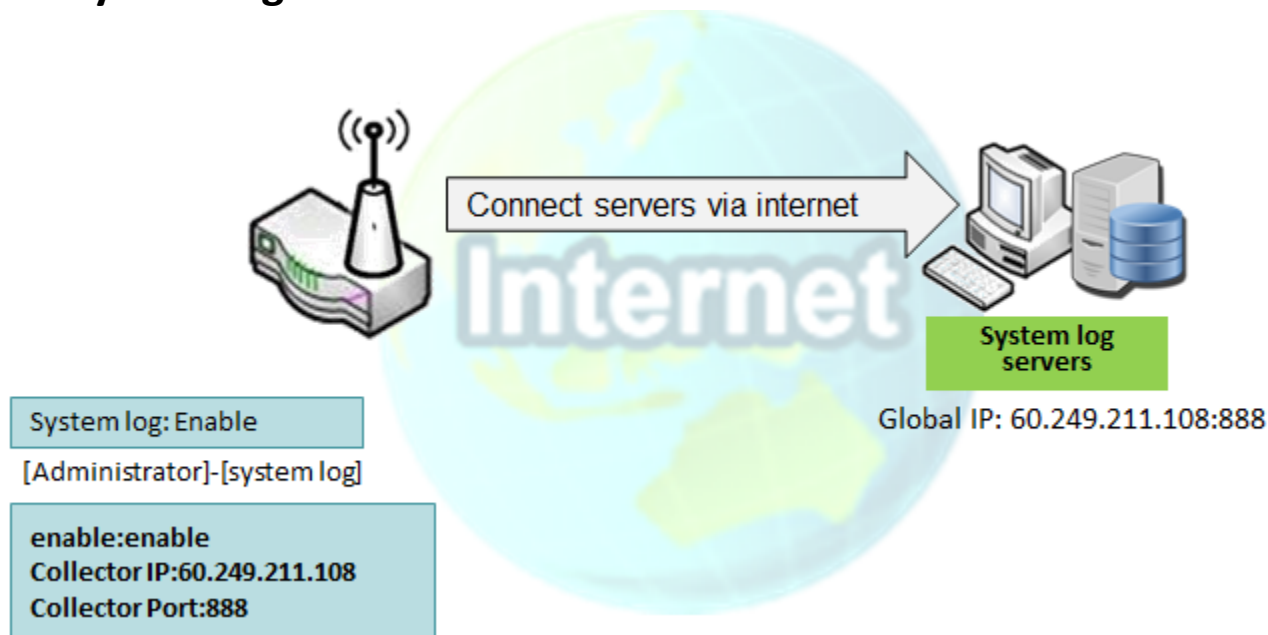 Connect servers via internet
Internet
System log
servers
Global IP: 60.249.211.108:888
System log: Enable
[Administrator]-[system log]
enable:enable
Collector IP:60.249.211.108
Collector Port:888